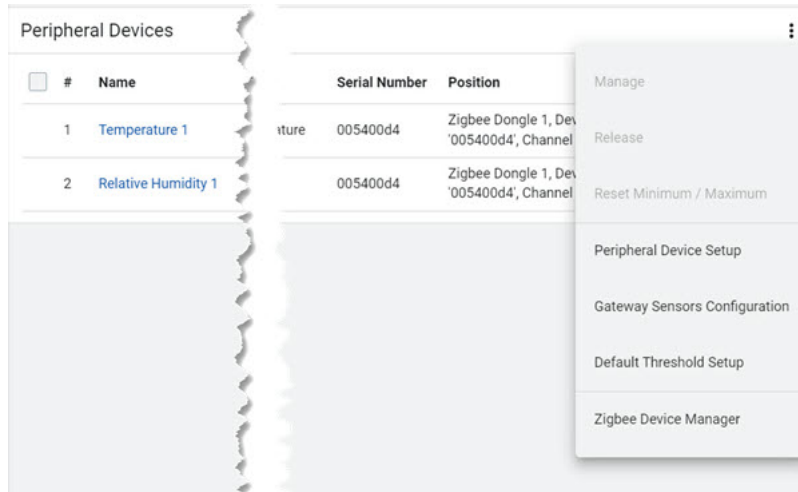 Peripheral Devices
# Name Serial Number Position
1 Temperature 1 ature 005400d4 Zigbee Dongle 1, Dev
'005400d4', Channel
2 Relative Humidity 1 005400d4 Zigbee Dongle 1, Dev
'005400d4', Channel
Manage
Release
Reset Minimum / Maximum
Peripheral Device Setup
Gateway Sensors Configuration
Default Threshold Setup
Zigbee Device Manager